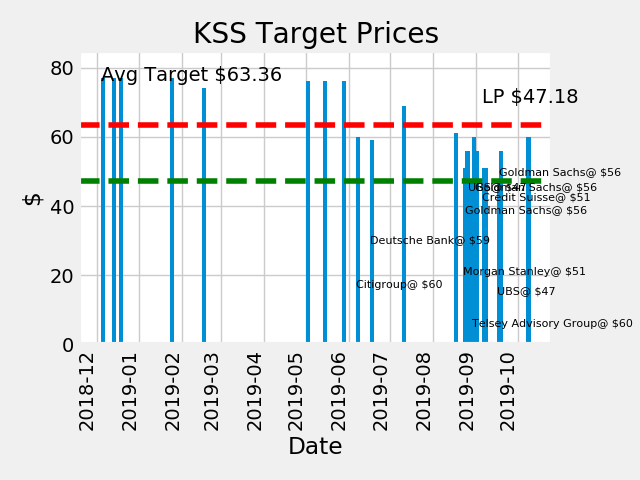 KSS Target Prices
Avg Target $63.36
LP $47.18
Goldman Sachs@ $56
UBS@ $47
Goldman Sachs@ $56
Credit Suisse@ $51
Goldman Sachs@ $56
Deutsche Bank@ $59
Morgan Stanley@ $51
Citigroup@ $60
UBS@ $47
Telsey Advisory Group@ $60
80
60
40
20
0
$
2018-12
2019-01
2019-02
2019-03
2019-04
2019-05
2019-06
2019-07
2019-08
2019-09
2019-10
Date